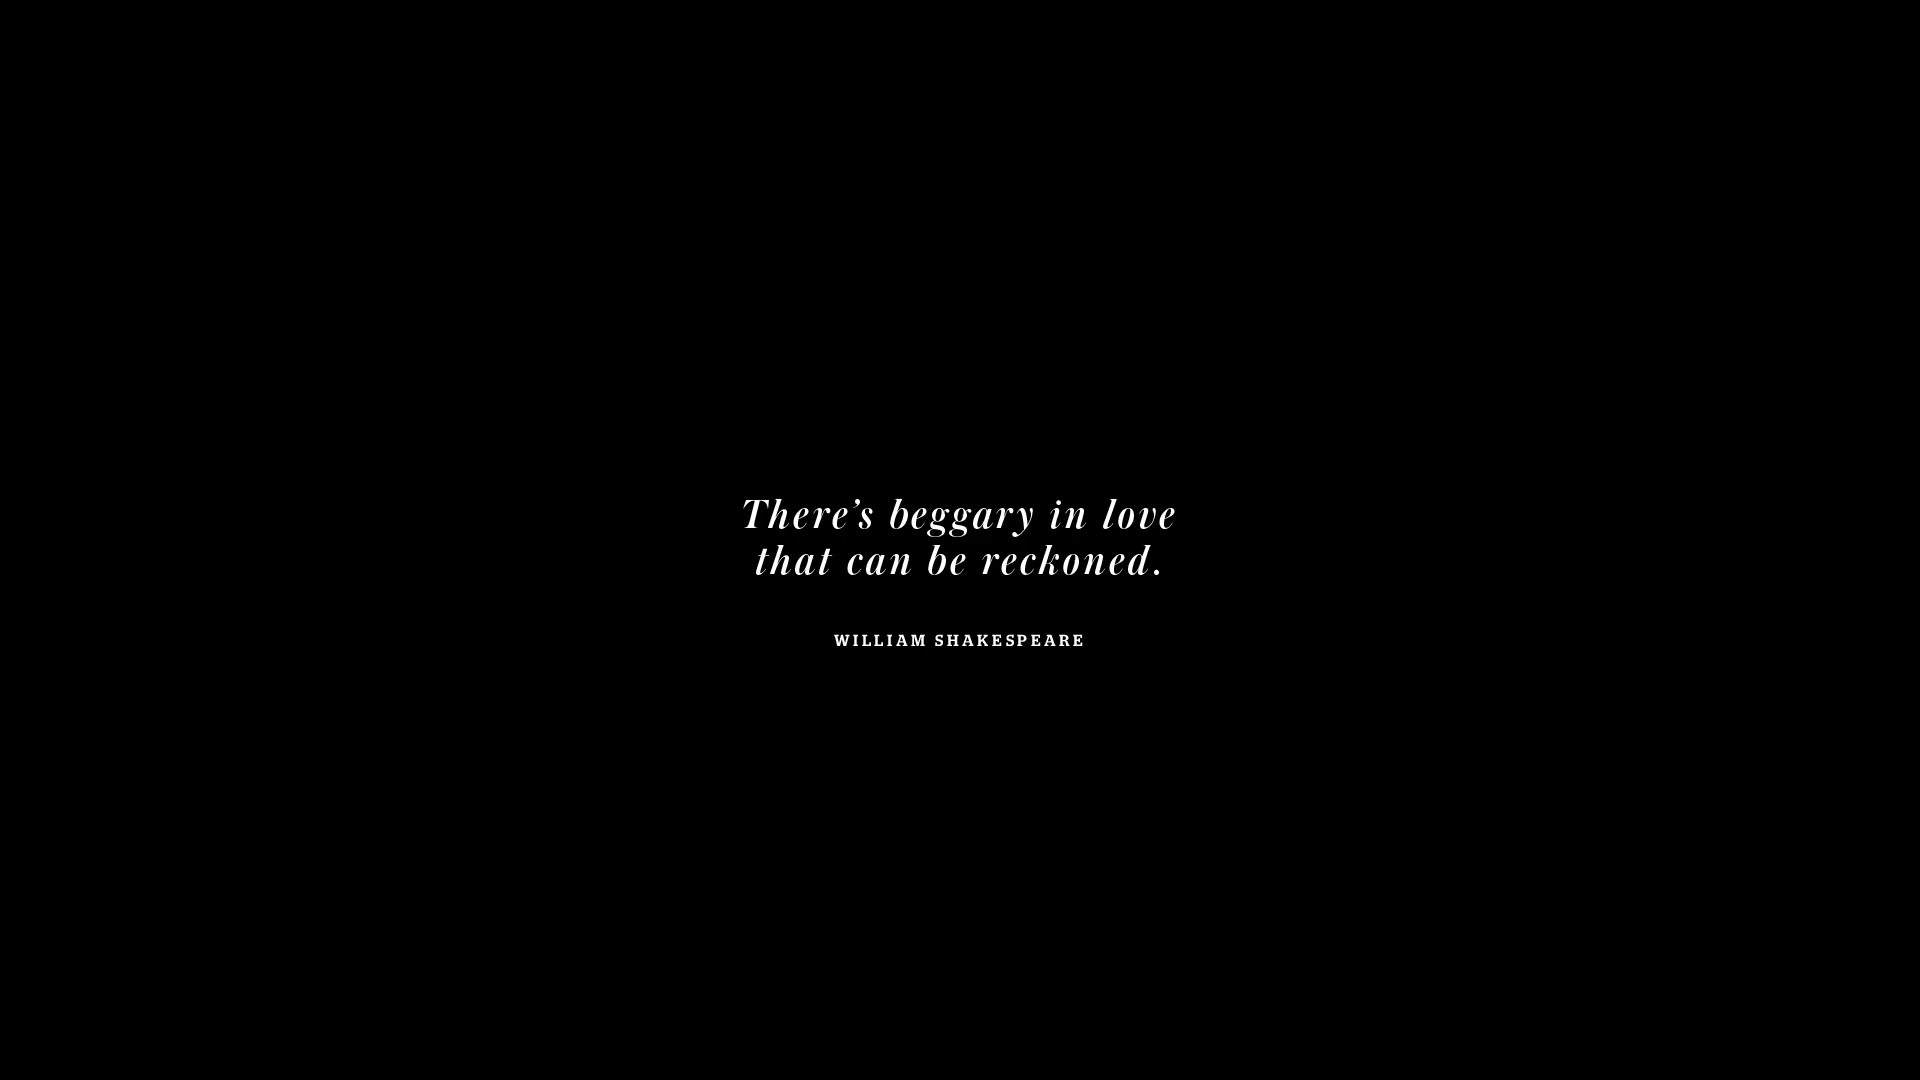 There’s beggary in love
that can be reckoned.
WILLIAM SHAKESPEARE